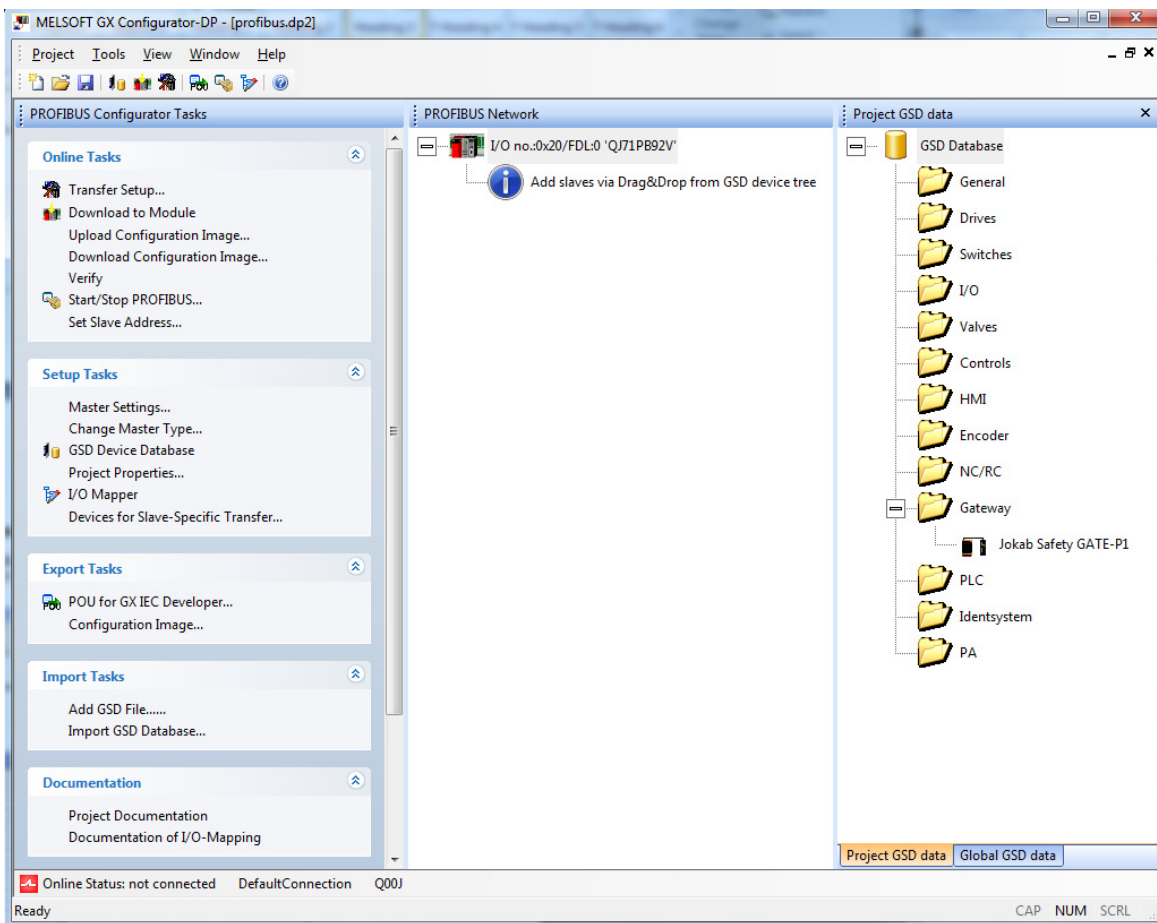 MELSOFT GX Configurator-DP - [profibus.dp2]
Project Tools View Window Help
PROFIBUS Configurator Tasks
Online Tasks
Transfer Setup...
Download to Module
Upload Configuration Image...
Download Configuration Image...
Verify
Start/Stop PROFIBUS...
Set Slave Address...
Setup Tasks
Master Settings...
Change Master Type...
GSD Device Database
Project Properties...
I/O Mapper
Devices for Slave-Specific Transfer...
Export Tasks
POU for GX IEC Developer...
Configuration Image...
Import Tasks
Add GSD File......
Import GSD Database...
Documentation
Project Documentation
Documentation of I/O-Mapping
PROFIBUS Network
I/O no.:0x20/FDL:0 'QJ71PB92V'
Add slaves via Drag&Drop from GSD device tree
Project GSD data
GSD Database
General
Drives
Switches
I/O
Valves
Controls
HMI
Encoder
NC/RC
Gateway
Jokab Safety GATE-P1
PLC
Identsystem
PA
Project GSD data Global GSD data
Online Status: not connected DefaultConnection Q00J
Ready CAP NUM SCRL